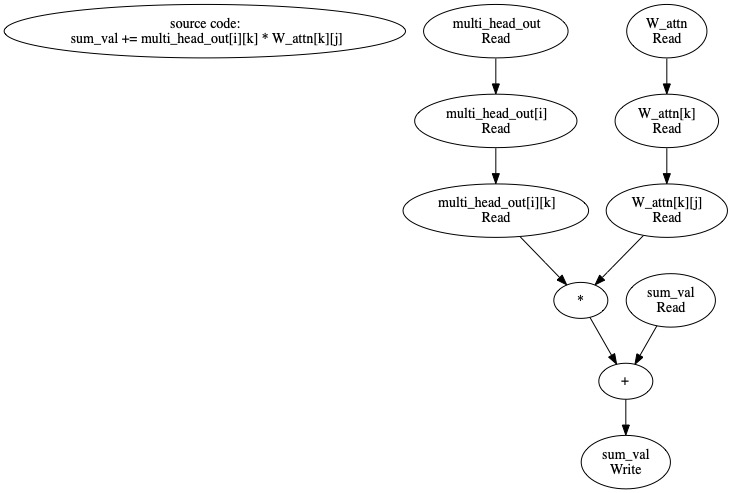 source code:
sum_val += multi_head_out[i][k] * W_attn[k][j]
multi_head_out
Read
W_attn
Read
multi_head_out[i]
Read
W_attn[k]
Read
multi_head_out[i][k]
Read
W_attn[k][j]
Read
*
sum_val
Read
+
sum_val
Write